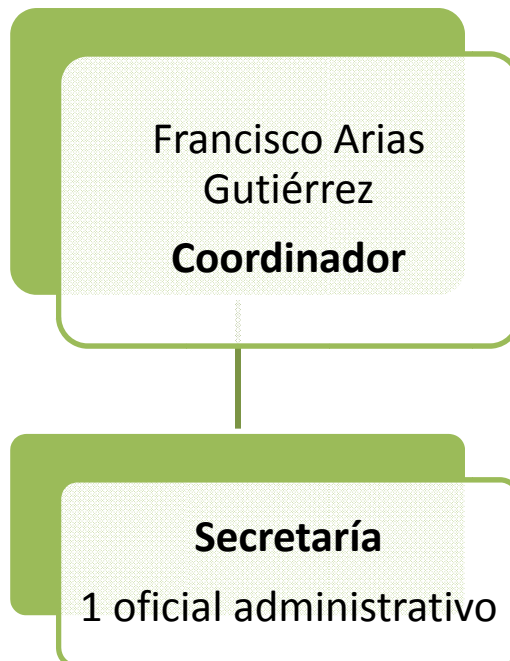 Francisco Arias
Gutiérrez
Coordinador
Secretaría
1 oficial administrativo